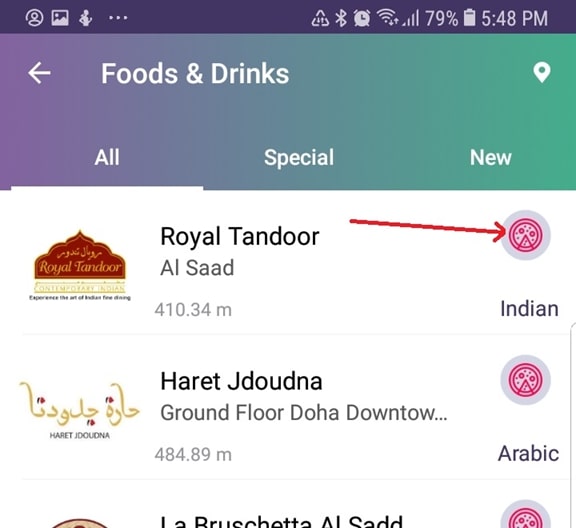 79% 5:48 PM
Foods & Drinks
All Special New
رويال تندور
Royal Tandoor
CONTEMPORARY INDIAN
Experience the art of Indian fine dining
Royal Tandoor
Al Saad
410.34 m
Indian
حارة جدودنا
HARET JDOUDNA
Haret Jdoudna
Ground Floor Doha Downtow...
484.89 m
Arabic
La Bruschetta Al Sadd